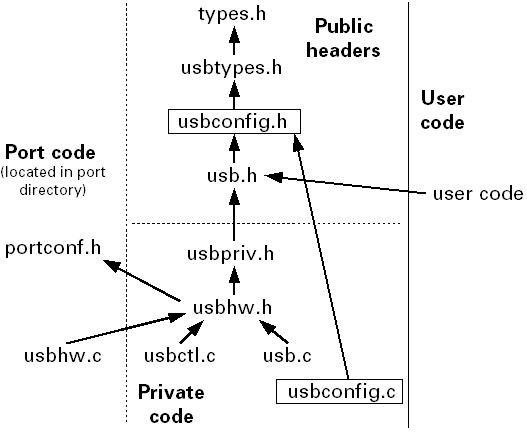 types.h
Public
headers
usbtypes.h
usbconfig.h
User
code
Port code
(located in port
directory)
usb.h
user code
portconf.h
usbpriv.h
usbhw.h
usbhw.c
usbctl.c
usb.c
Private
code
usbconfig.c